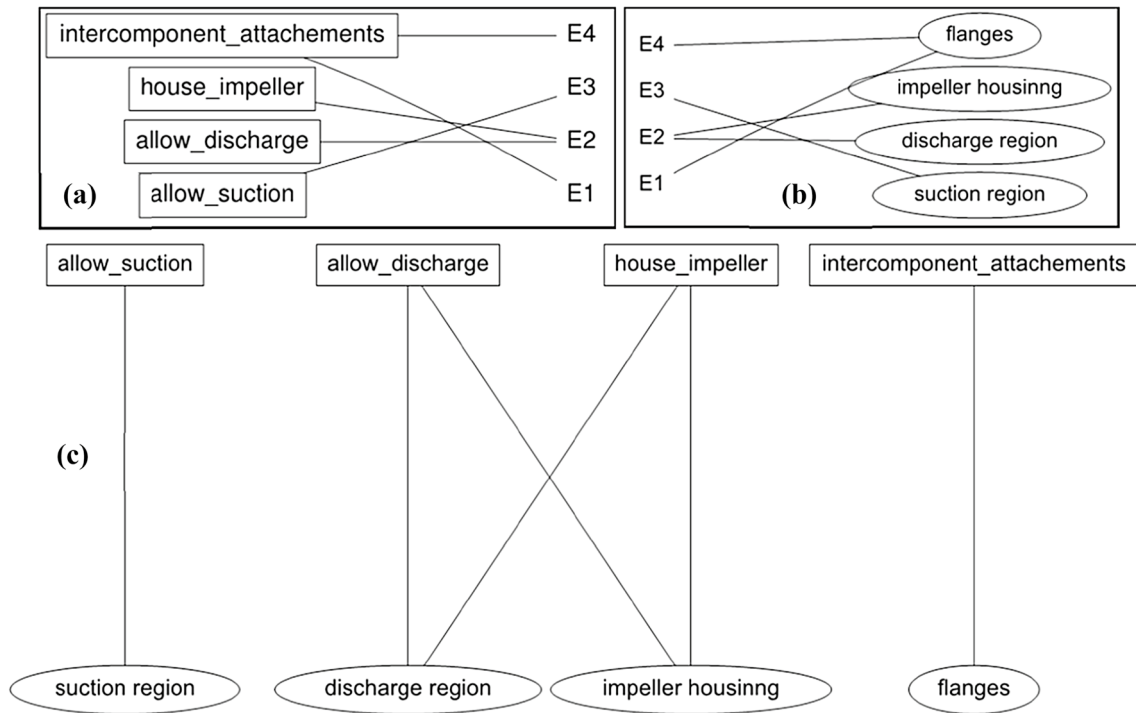 intercomponent_attachements
E4
house_impeller
E3
allow_discharge
E2
(a)
allow_suction
E1
E4
flanges
E3
impeller housinng
E2
discharge region
E1
(b)
suction region
allow_suction
allow_discharge
house_impeller
intercomponent_attachements
(c)
suction region
discharge region
impeller housinng
flanges